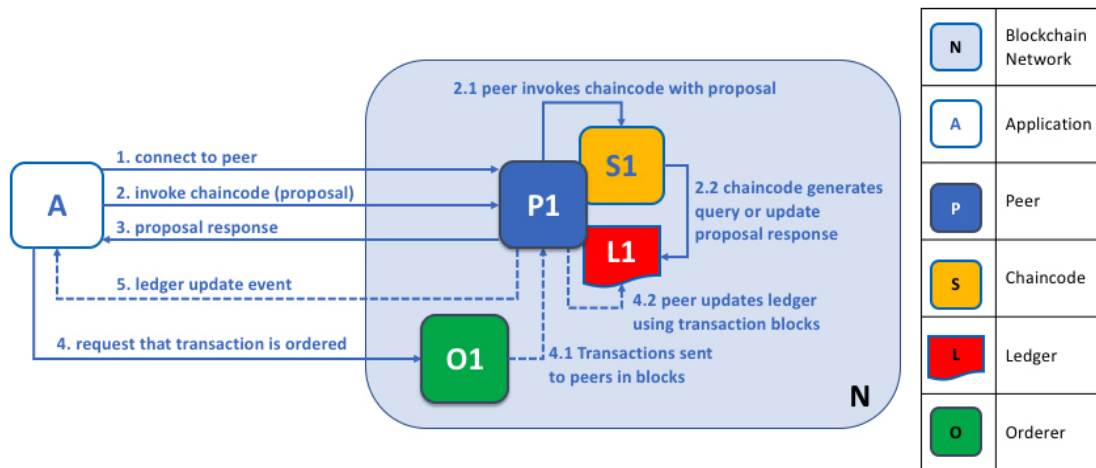 2.1 peer invokes chaincode with proposal
1. connect to peer
2. invoke chaincode (proposal)
3. proposal response
5. ledger update event
4. request that transaction is ordered
A
P1
S1
L1
O1
2.2 chaincode generates
query or update
proposal response
4.2 peer updates ledger
using transaction blocks
4.1 Transactions sent
to peers in blocks
N
N
Blockchain
Network
A
Application
P
Peer
S
Chaincode
L
Ledger
O
Orderer